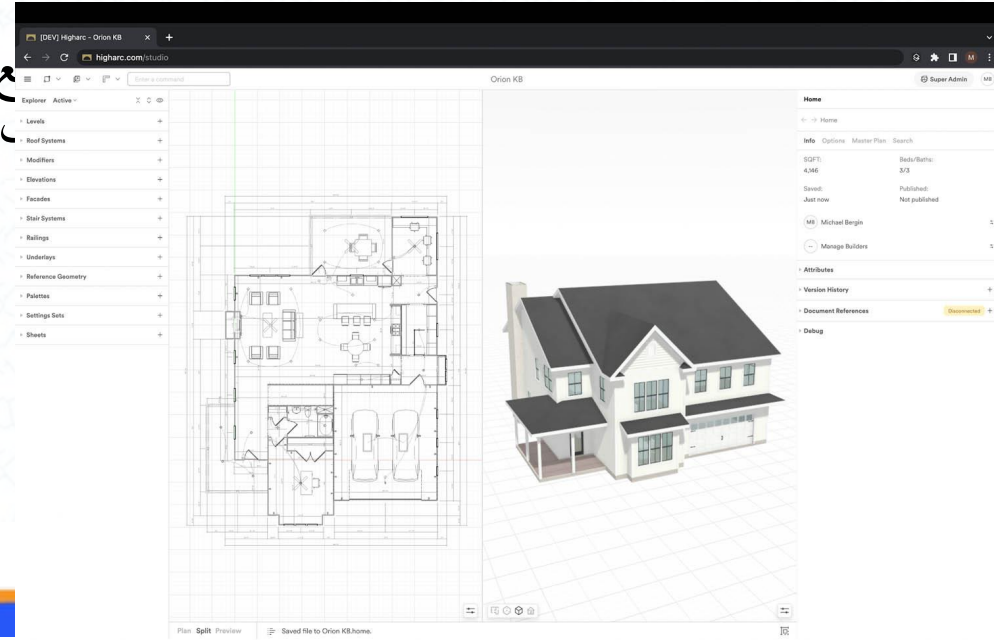 [DEV] Higharc - Orion KB
higharc.com/studio
M
Enter a command
Orion KB
Super Admin
MB
Explorer Active
Levels
Roof Systems
Modifiers
Elevations
Facades
Stair Systems
Railings
Underlays
Reference Geometry
Palettes
Settings Sets
Sheets
Home
Home
Info Options Master Plan Search
SQFT: Beds/Baths:
4,146 3/3
Saved: Published:
Just now Not published
MB Michael Bergin
Manage Builders
Attributes
Version History
Document References Disconnected
Debug
Plan Split Preview
Saved file to Orion KB.home.